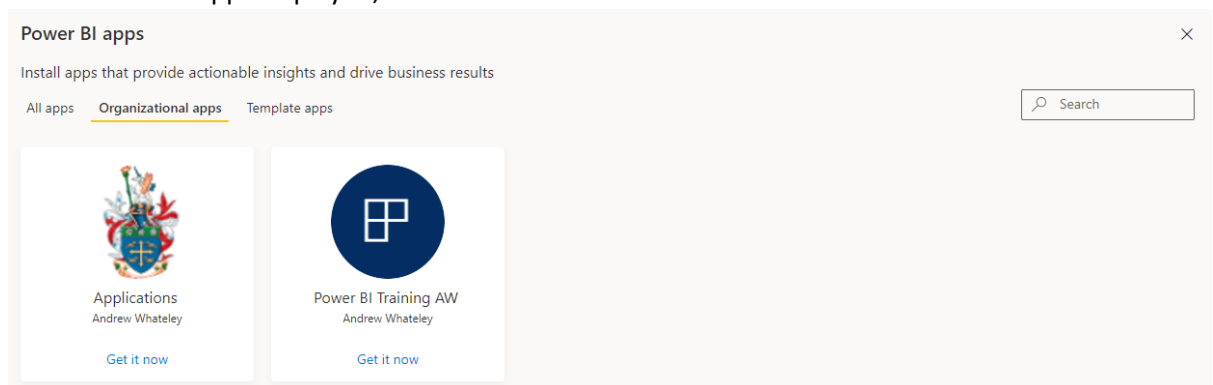 Power BI apps
Install apps that provide actionable insights and drive business results
All apps Organizational apps Template apps Search
Applications Power BI Training AW
Andrew Whateley Andrew Whateley
Get it now Get it now